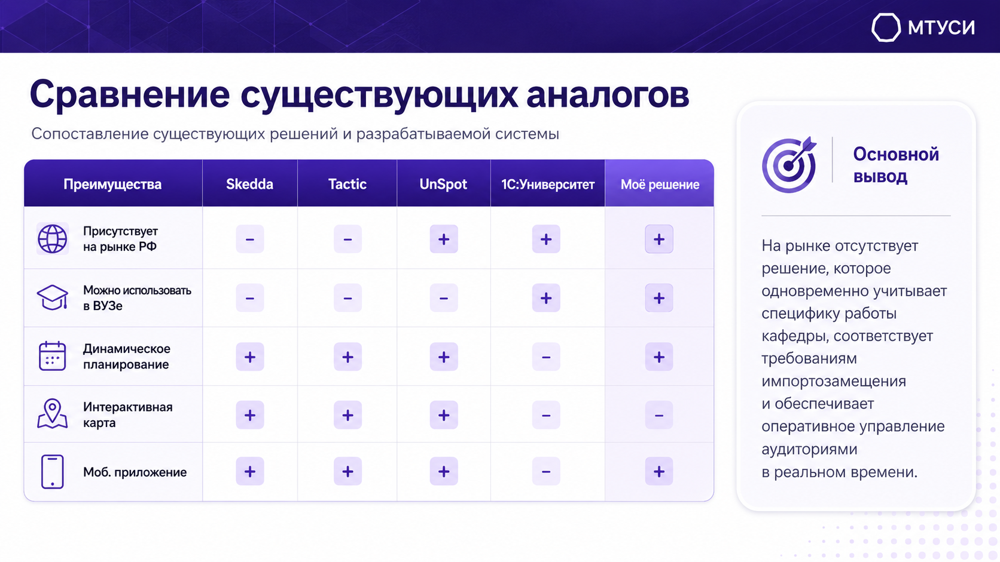 МТУСИ
Сравнение существующих аналогов
Сопоставление существующих решений и разрабатываемой системы
Преимущества Skedda Tactic UnSpot 1С:Университет Моё решение
Присутствует
на рынке РФ
– – + + +
Можно использовать
в ВУЗе
– – – + +
Динамическое
планирование
+ + + – +
Интерактивная
карта
+ + + – –
Моб. приложение + + + – +
Основной
вывод
На рынке отсутствует
решение, которое
одновременно учитывает
специфику работы
кафедры, соответствует
требованиям
импортозамещения
и обеспечивает
оперативное управление
аудиториями
в реальном времени.